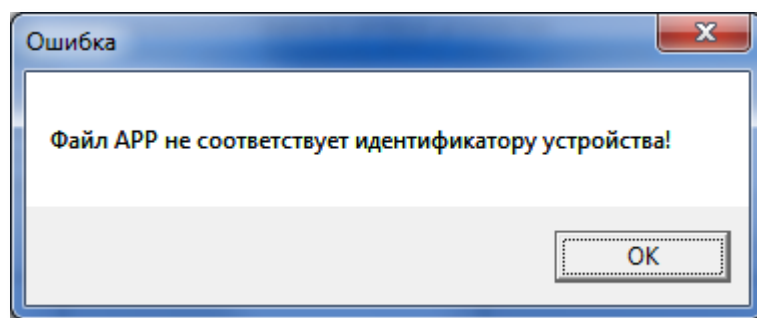 Ошибка
Файл APP не соответствует идентификатору устройства!
OK